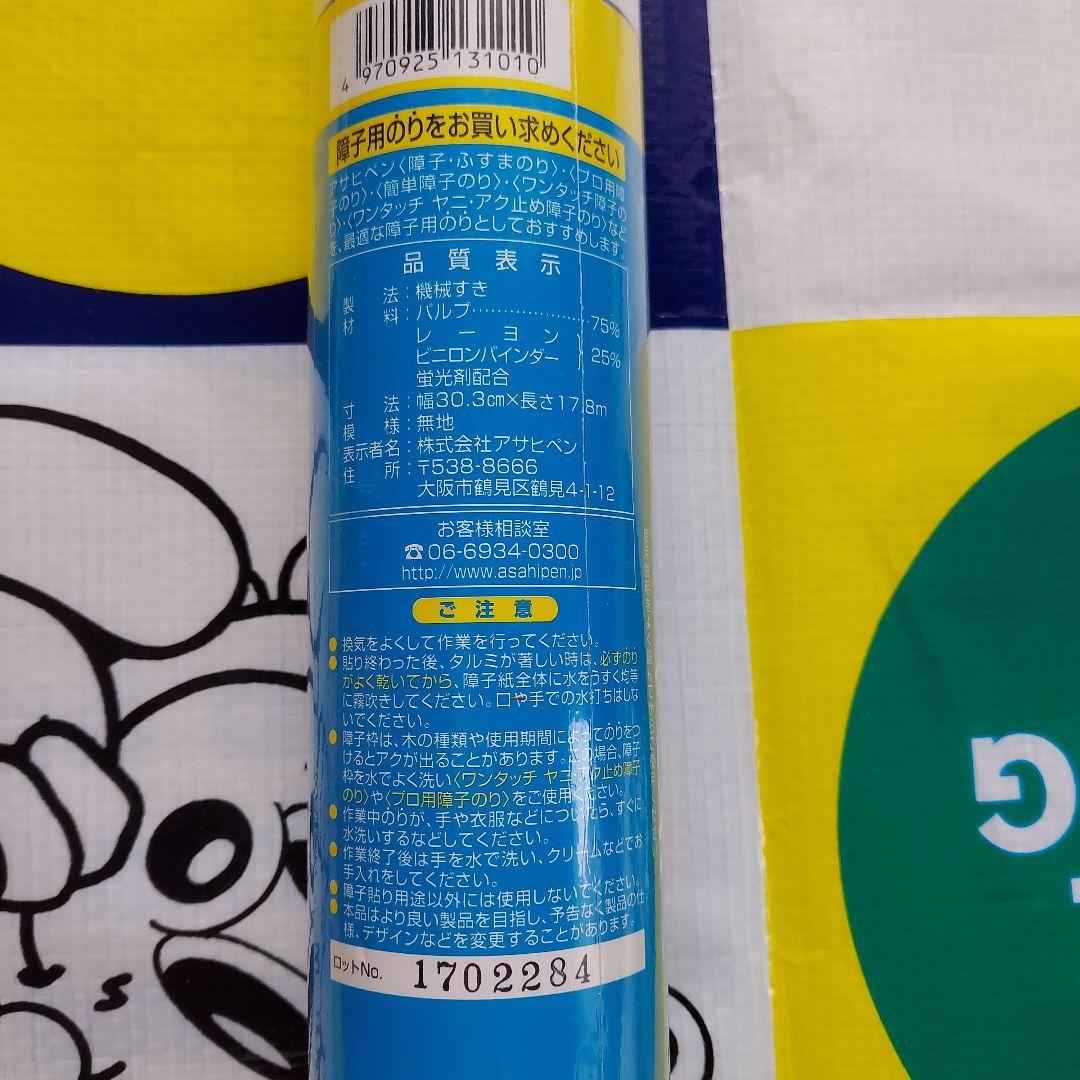 4 970925 131010
障子用のりをお買い求めください
アサヒペン〈障子・ふすまのり〉・〈プロ用障
子のり〉・〈簡単障子のり〉・〈ワンタッチ障子の
り〉・〈ワンタッチ ヤニ・アク止め障子のり〉など
を、最適な障子用のりとしておすすめします。
品質表示
製法：機械すき
材料：パルプ……………75%
レーヨン
ビニロンバインダー 25%
蛍光剤配合
寸法：幅30.3cm×長さ17.8m
模様：無地
表示者名：株式会社アサヒペン
住所：〒538-8666
大阪市鶴見区鶴見4-1-12
お客様相談室
☎06-6934-0300
http://www.asahipen.jp
ご注意
●換気をよくして作業を行ってください。
●貼り終わった後、タルミが著しい時は、必ずのり
がよく乾いてから、障子紙全体に水をうすく均等
に霧吹きしてください。口や手での水打ちはしな
いでください。
●障子枠は、木の種類や使用期間によってのりをつ
けるとアクが出ることがあります。この場合、障子
枠を水でよく洗い〈ワンタッチ ヤニ・アク止め障子
のり〉や〈プロ用障子のり〉をご使用ください。
●作業中のりが、手や衣服などについたら、すぐに
水洗いするなどしてください。
●作業終了後は手を水で洗い、クリームなどでお
手入れをしてください。
●障子貼り用途以外には使用しないでください。
●本品はより良い製品を目指し、予告なく製品の仕
様、デザインなどを変更することがあります。
ロットNo. 1702284
G
s